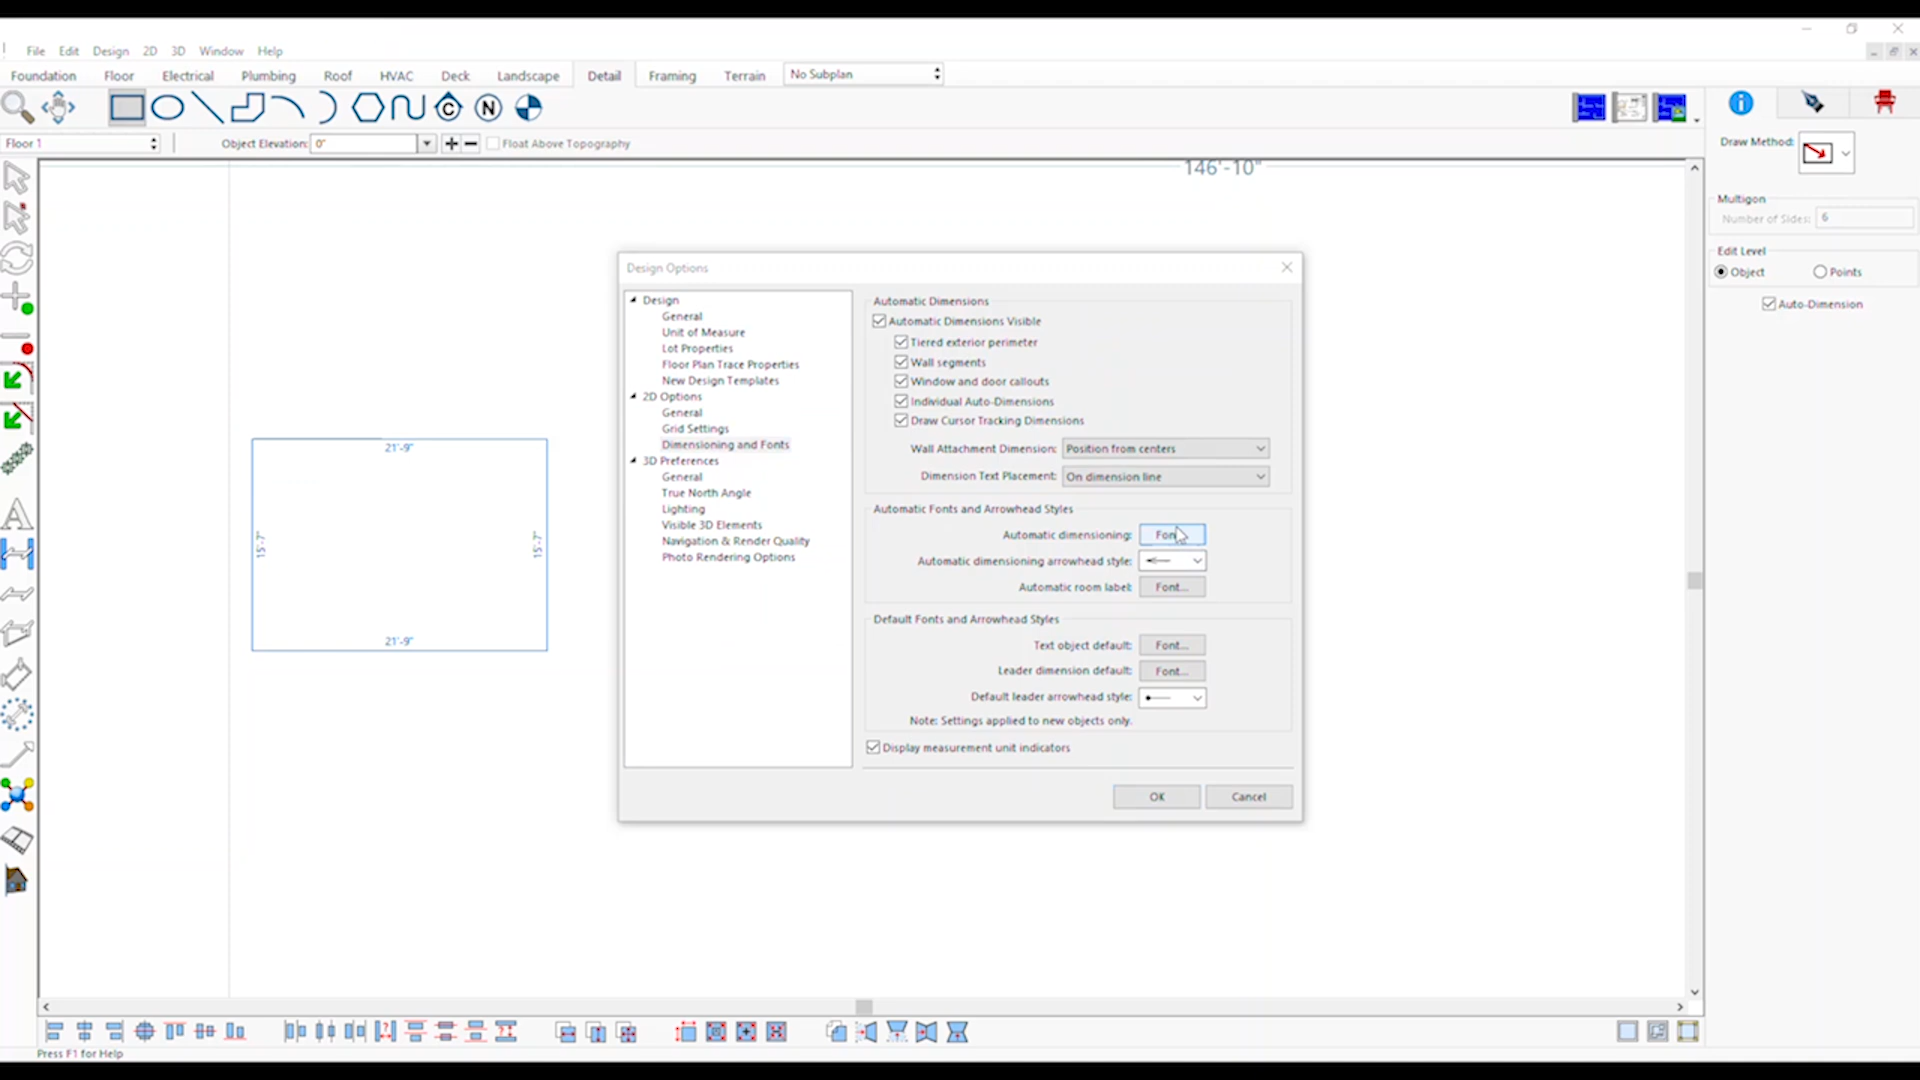 File Edit Design 2D 3D Window Help
Foundation Floor Electrical Plumbing Roof HVAC Deck Landscape Detail Framing Terrain No Subplan
C N
Floor 1 Object Elevation: 0" Float Above Topography
Draw Method:
Multigon
Number of Sides: 6
Edit Level
Object Points
Auto-Dimension
146'-10"
21'-9"
15'-7" 15'-7"
21'-9"
Design Options
Design
General
Unit of Measure
Lot Properties
Floor Plan Trace Properties
New Design Templates
2D Options
General
Grid Settings
Dimensioning and Fonts
3D Preferences
General
True North Angle
Lighting
Visible 3D Elements
Navigation & Render Quality
Photo Rendering Options
Automatic Dimensions
Automatic Dimensions Visible
Tiered exterior perimeter
Wall segments
Window and door callouts
Individual Auto-Dimensions
Draw Cursor Tracking Dimensions
Wall Attachment Dimension: Position from centers
Dimension Text Placement: On dimension line
Automatic Fonts and Arrowhead Styles
Automatic dimensioning: Fon
Automatic dimensioning arrowhead style:
Automatic room label: Font...
Default Fonts and Arrowhead Styles
Text object default: Font...
Leader dimension default: Font...
Default leader arrowhead style:
Note: Settings applied to new objects only.
Display measurement unit indicators
OK Cancel
A
Press F1 for Help